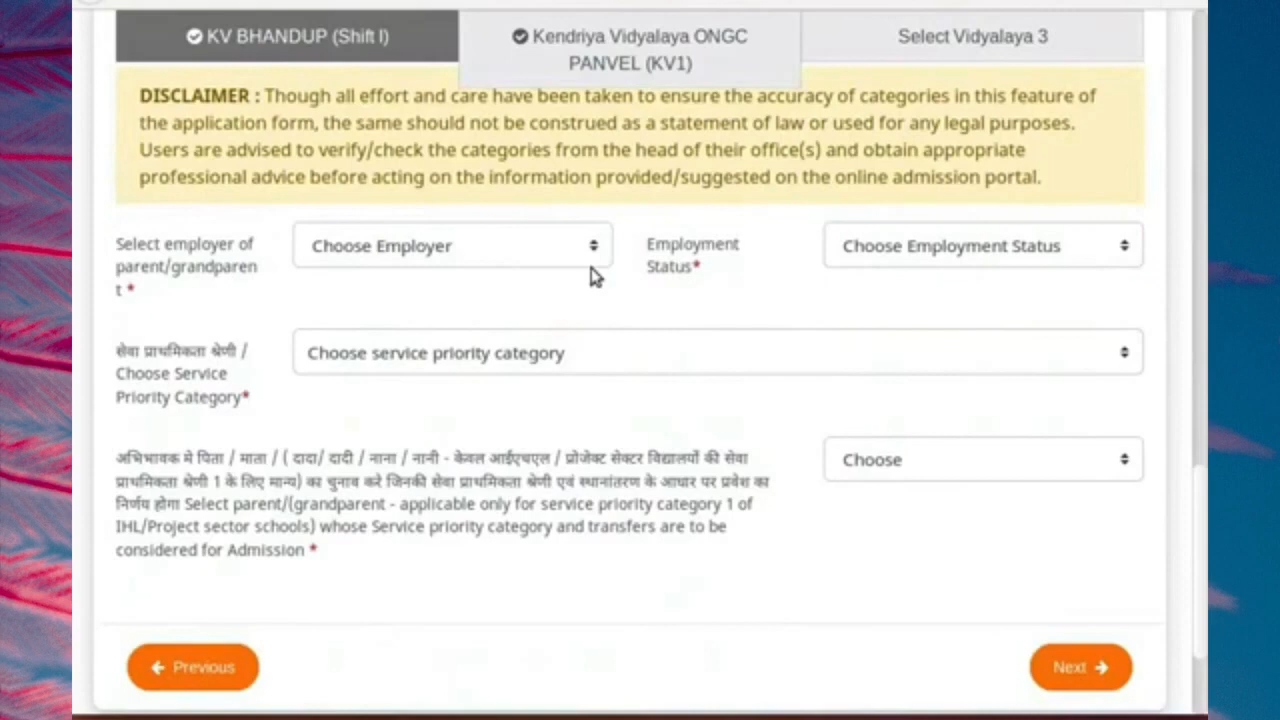 KV BHANDUP (Shift I)
Kendriya Vidyalaya ONGC
PANVEL (KV1)
Select Vidyalaya 3
DISCLAIMER : Though all effort and care have been taken to ensure the accuracy of categories in this feature of
the application form, the same should not be construed as a statement of law or used for any legal purposes.
Users are advised to verify/check the categories from the head of their office(s) and obtain appropriate
professional advice before acting on the information provided/suggested on the online admission portal.
Select employer of
parent/grandparen
t *
Choose Employer
Employment
Status*
Choose Employment Status
सेवा प्राथमिकता श्रेणी /
Choose Service
Priority Category*
Choose service priority category
अभिभावक मे पिता / माता / ( दादा/ दादी / नाना / नानी - केवल आईएचएल / प्रोजेक्ट सेक्टर विद्यालयों की सेवा
प्राथमिकता श्रेणी 1 के लिए मान्य) का चुनाव करे जिनकी सेवा प्राथमिकता श्रेणी एवं स्थानांतरण के आधार पर प्रवेश का
निर्णय होगा Select parent/(grandparent - applicable only for service priority category 1 of
IHL/Project sector schools) whose Service priority category and transfers are to be
considered for Admission *
Choose
Previous
Next